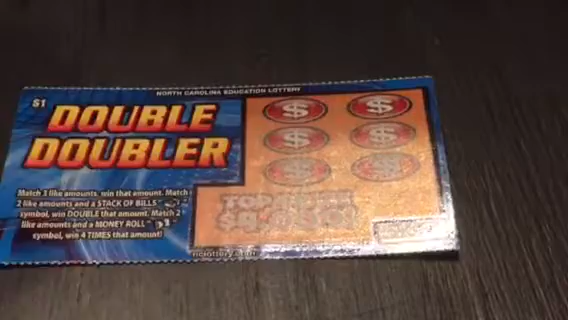 NORTH CAROLINA EDUCATION LOTTERY
$1
DOUBLE
DOUBLER
Match 3 like amounts, win that amount. Match
2 like amounts and a STACK OF BILLS
symbol, win DOUBLE that amount. Match 2
like amounts and a MONEY ROLL
symbol, win 4 TIMES that amount!
$ $
$ $
$ $
TOP